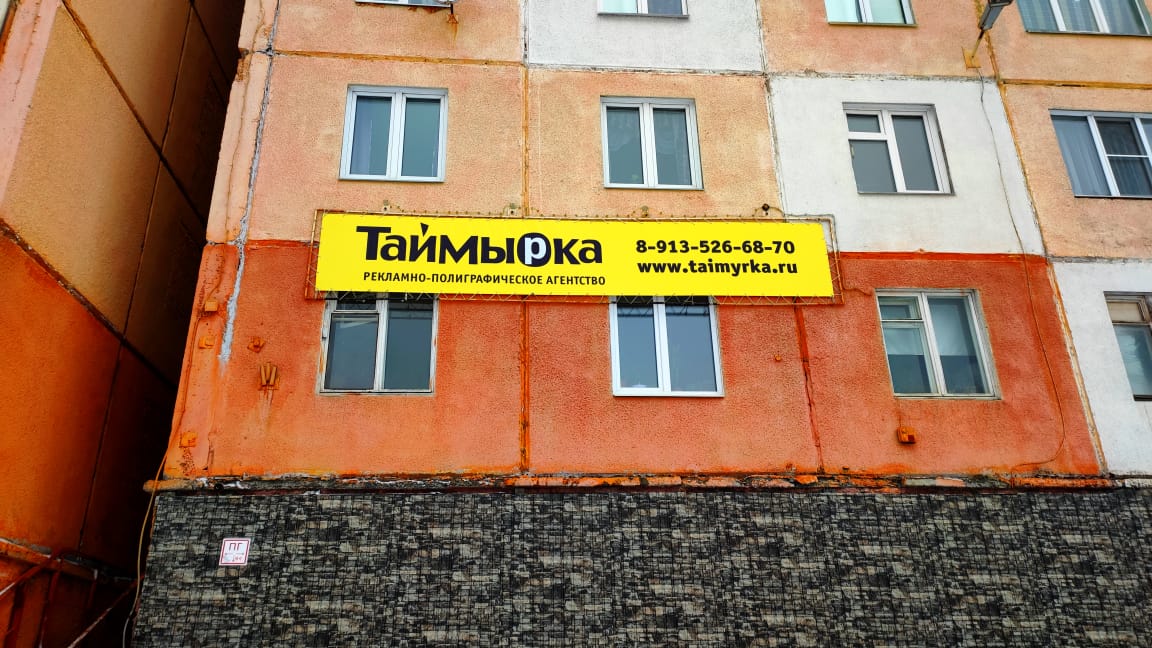 Таймырка
РЕКЛАМНО-ПОЛИГРАФИЧЕСКОЕ АГЕНТСТВО
8-913-526-68-70
www.taimyrka.ru
ПГ